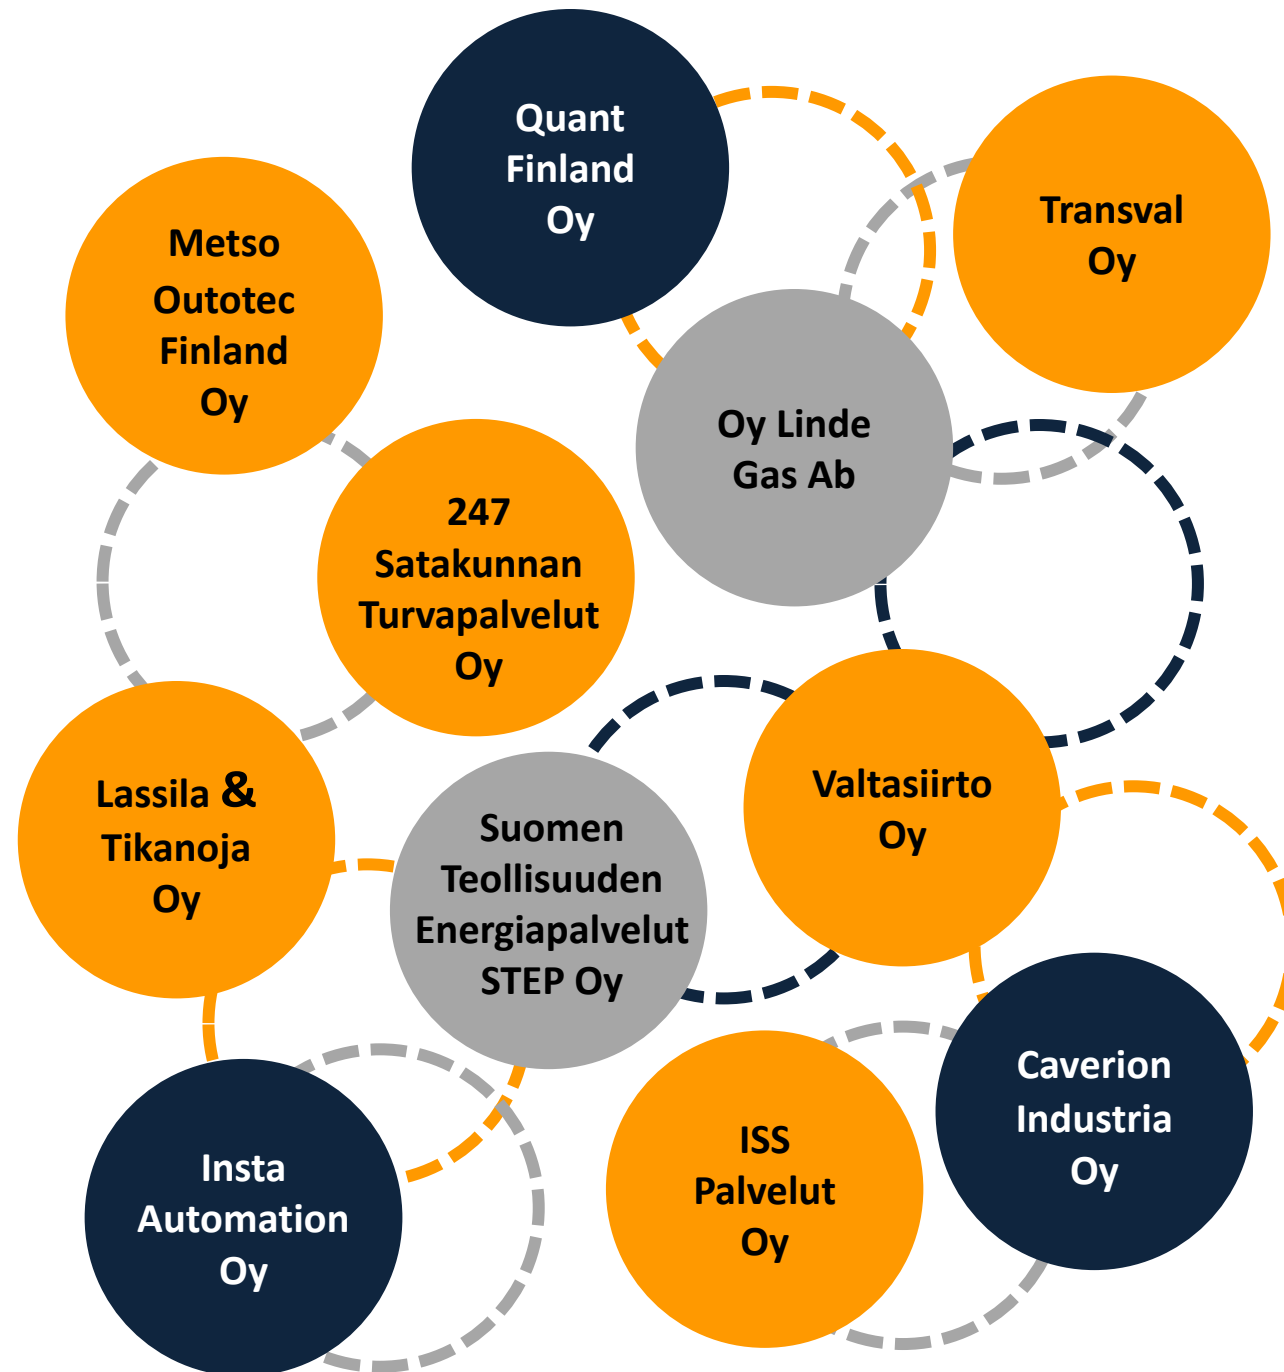 Quant
Finland
Oy
Transval
Oy
Metso
Outotec
Finland
Oy
Oy Linde
Gas Ab
247
Satakunnan
Turvapalvelut
Oy
Lassila &
Tikanoja
Oy
Suomen
Teollisuuden
Energiapalvelut
STEP Oy
Valtasiirto
Oy
Insta
Automation
Oy
ISS
Palvelut
Oy
Caverion
Industria
Oy